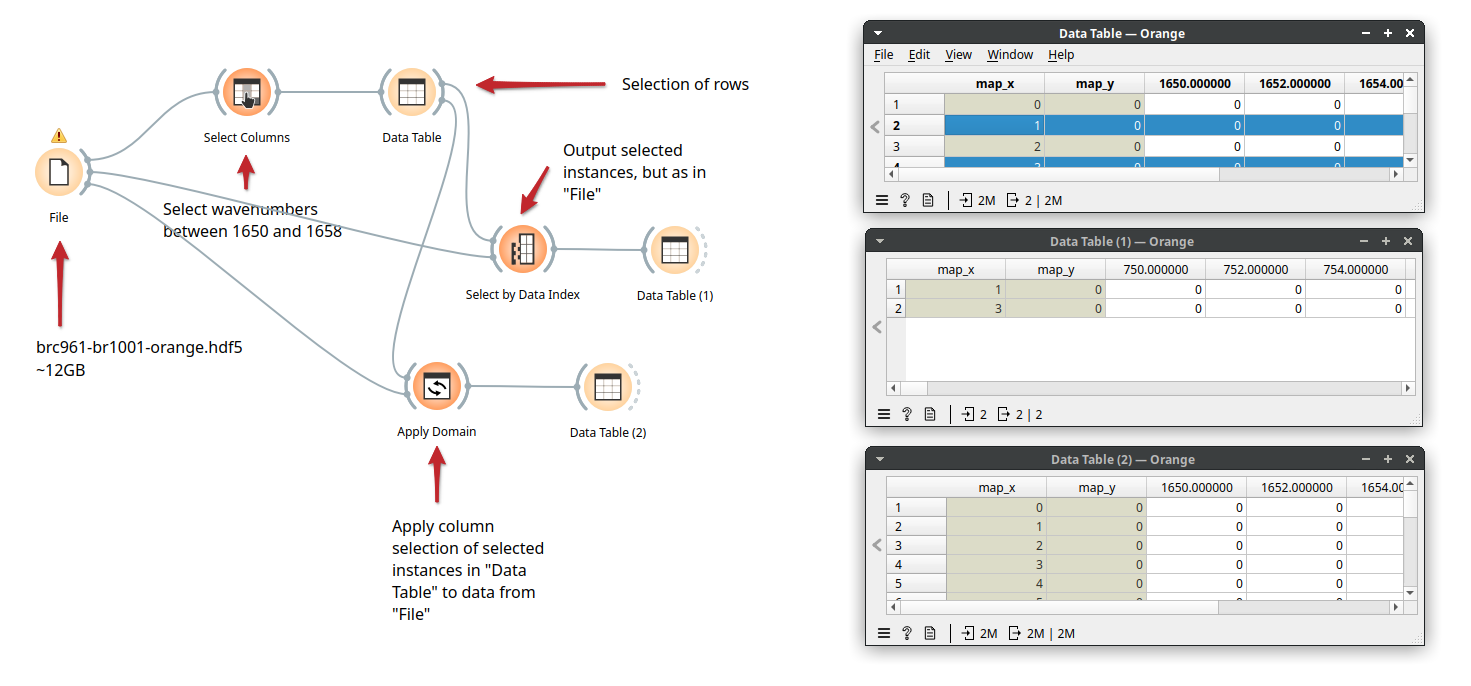 Selection of rows
Select Columns
Data Table
File
Select wavenumbers
between 1650 and 1658
Output selected
instances, but as in
"File"
Select by Data Index
Data Table (1)
brc961-br1001-orange.hdf5
~12GB
Apply Domain
Data Table (2)
Apply column
selection of selected
instances in "Data
Table" to data from
"File"
Data Table — Orange
File Edit View Window Help
map_x map_y 1650.000000 1652.000000 1654.00
1 0 0 0 0
2 1 0 0 0
3 2 0 0 0
4 3 0 0 0
? 2M 2 | 2M
Data Table (1) — Orange
map_x map_y 750.000000 752.000000 754.000000
1 1 0 0 0 0
2 3 0 0 0 0
? 2 2 | 2
Data Table (2) — Orange
map_x map_y 1650.000000 1652.000000 1654.00
1 0 0 0 0
2 1 0 0 0
3 2 0 0 0
4 3 0 0 0
5 4 0 0 0
6 5 0 0 0
? 2M 2M | 2M